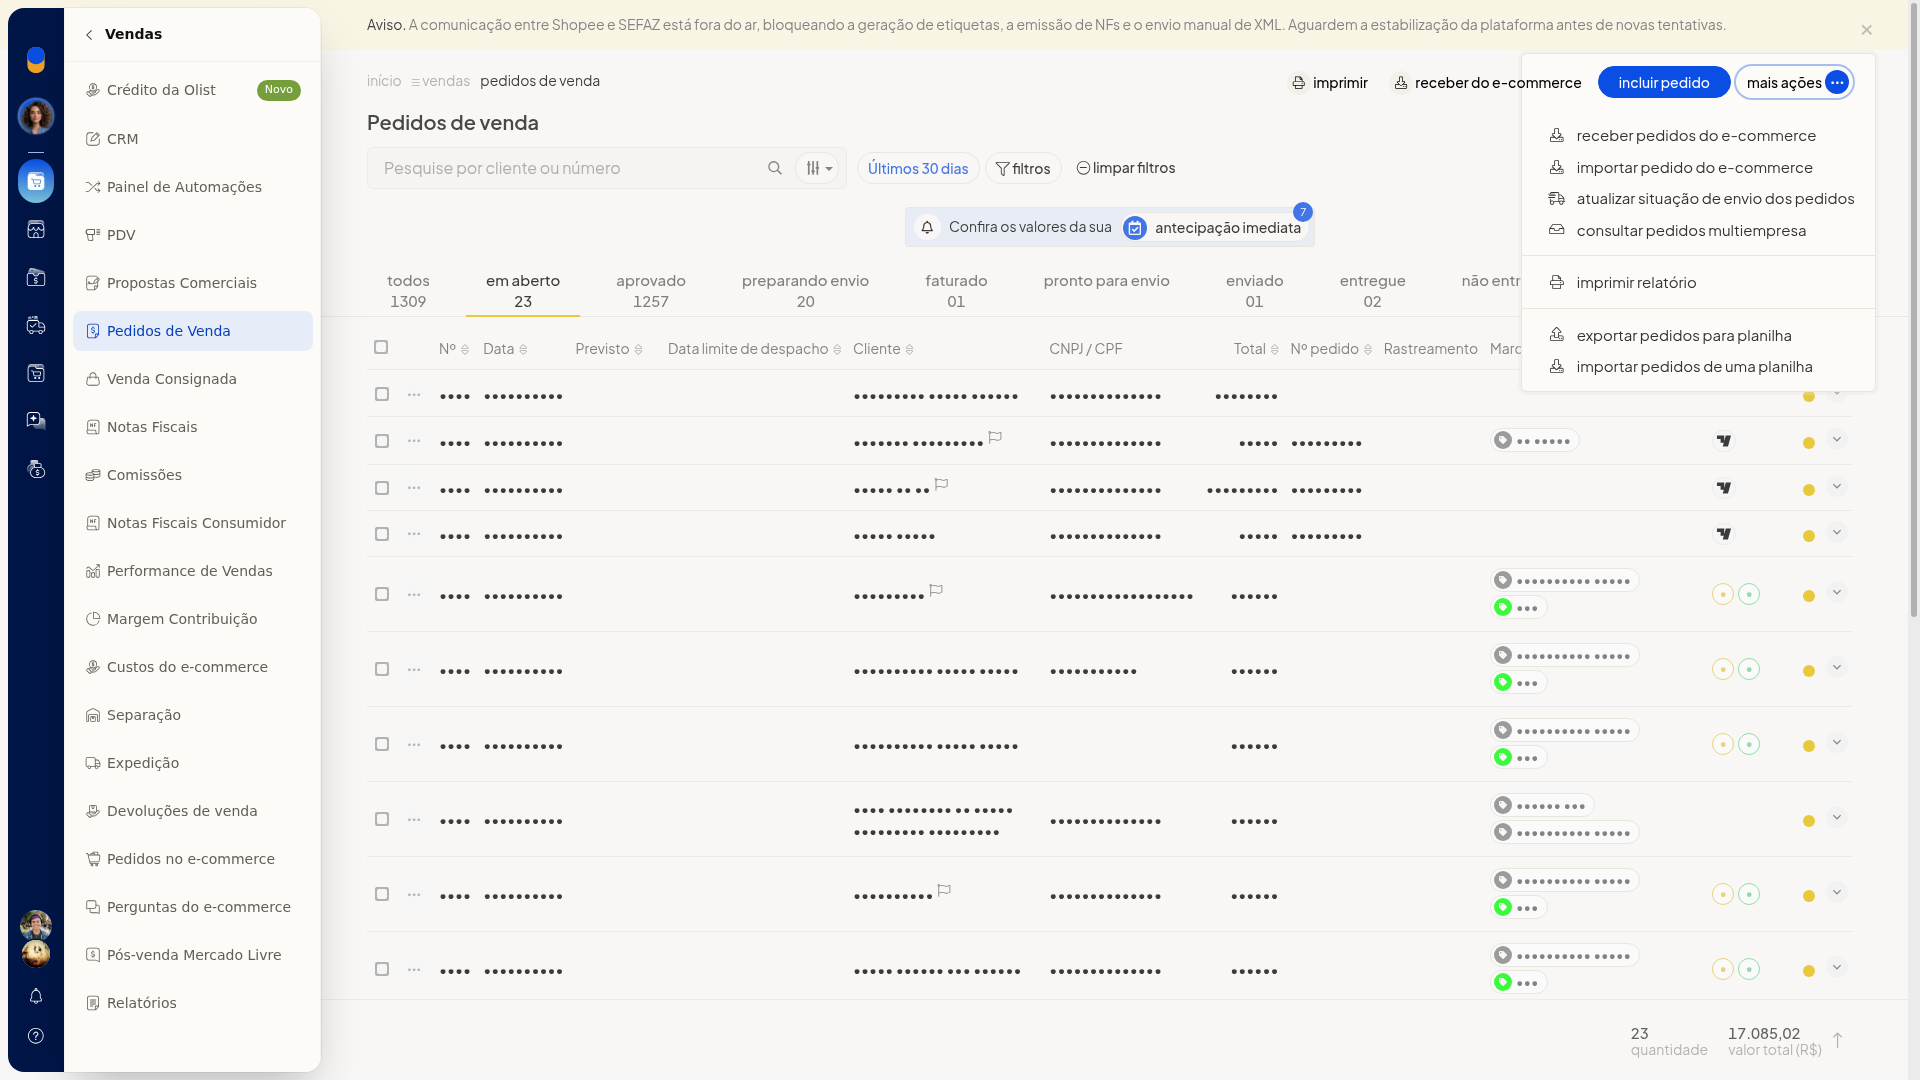 Vendas
Crédito da Olist Novo
CRM
Painel de Automações
PDV
Propostas Comerciais
Pedidos de Venda
Venda Consignada
Notas Fiscais
Comissões
Notas Fiscais Consumidor
Performance de Vendas
Margem Contribuição
Custos do e-commerce
Separação
Expedição
Devoluções de venda
Pedidos no e-commerce
Perguntas do e-commerce
Pós-venda Mercado Livre
Relatórios
Aviso. A comunicação entre Shopee e SEFAZ está fora do ar, bloqueando a geração de etiquetas, a emissão de NFs e o envio manual de XML. Aguardem a estabilização da plataforma antes de novas tentativas.
início vendas pedidos de venda
imprimir receber do e-commerce incluir pedido mais ações
Pedidos de venda
Pesquise por cliente ou número
Últimos 30 dias filtros limpar filtros
receber pedidos do e-commerce
importar pedido do e-commerce
atualizar situação de envio dos pedidos
consultar pedidos multiempresa
imprimir relatório
exportar pedidos para planilha
importar pedidos de uma planilha
Confira os valores da sua antecipação imediata 7
todos em aberto aprovado preparando envio faturado pronto para envio enviado entregue não entr
1309 23 1257 20 01 01 02
Nº Data Previsto Data limite de despacho Cliente CNPJ / CPF Total Nº pedido Rastreamento Marc
23 17.085,02
quantidade valor total (R$)